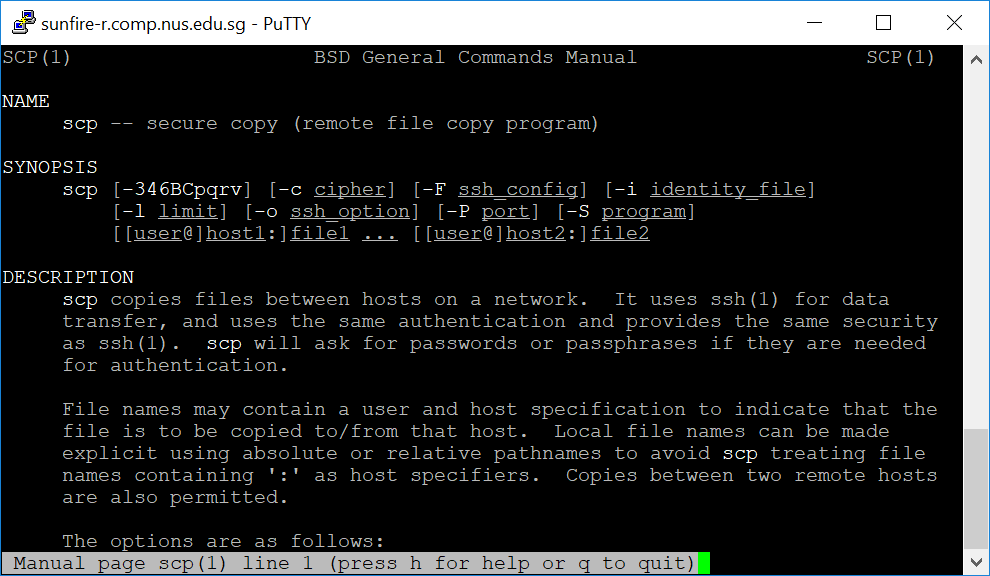 sunfire-r.comp.nus.edu.sg - PuTTY
SCP(1) BSD General Commands Manual SCP(1)
NAME
scp -- secure copy (remote file copy program)
SYNOPSIS
scp [-346BCpqrv] [-c cipher] [-F ssh_config] [-i identity_file]
[-l limit] [-o ssh_option] [-P port] [-S program]
[[user@]host1:]file1 ... [[user@]host2:]file2
DESCRIPTION
scp copies files between hosts on a network.  It uses ssh(1) for data
transfer, and uses the same authentication and provides the same security
as ssh(1).  scp will ask for passwords or passphrases if they are needed
for authentication.
File names may contain a user and host specification to indicate that the
file is to be copied to/from that host.  Local file names can be made
explicit using absolute or relative pathnames to avoid scp treating file
names containing ':' as host specifiers.  Copies between two remote hosts
are also permitted.
The options are as follows:
Manual page scp(1) line 1 (press h for help or q to quit)